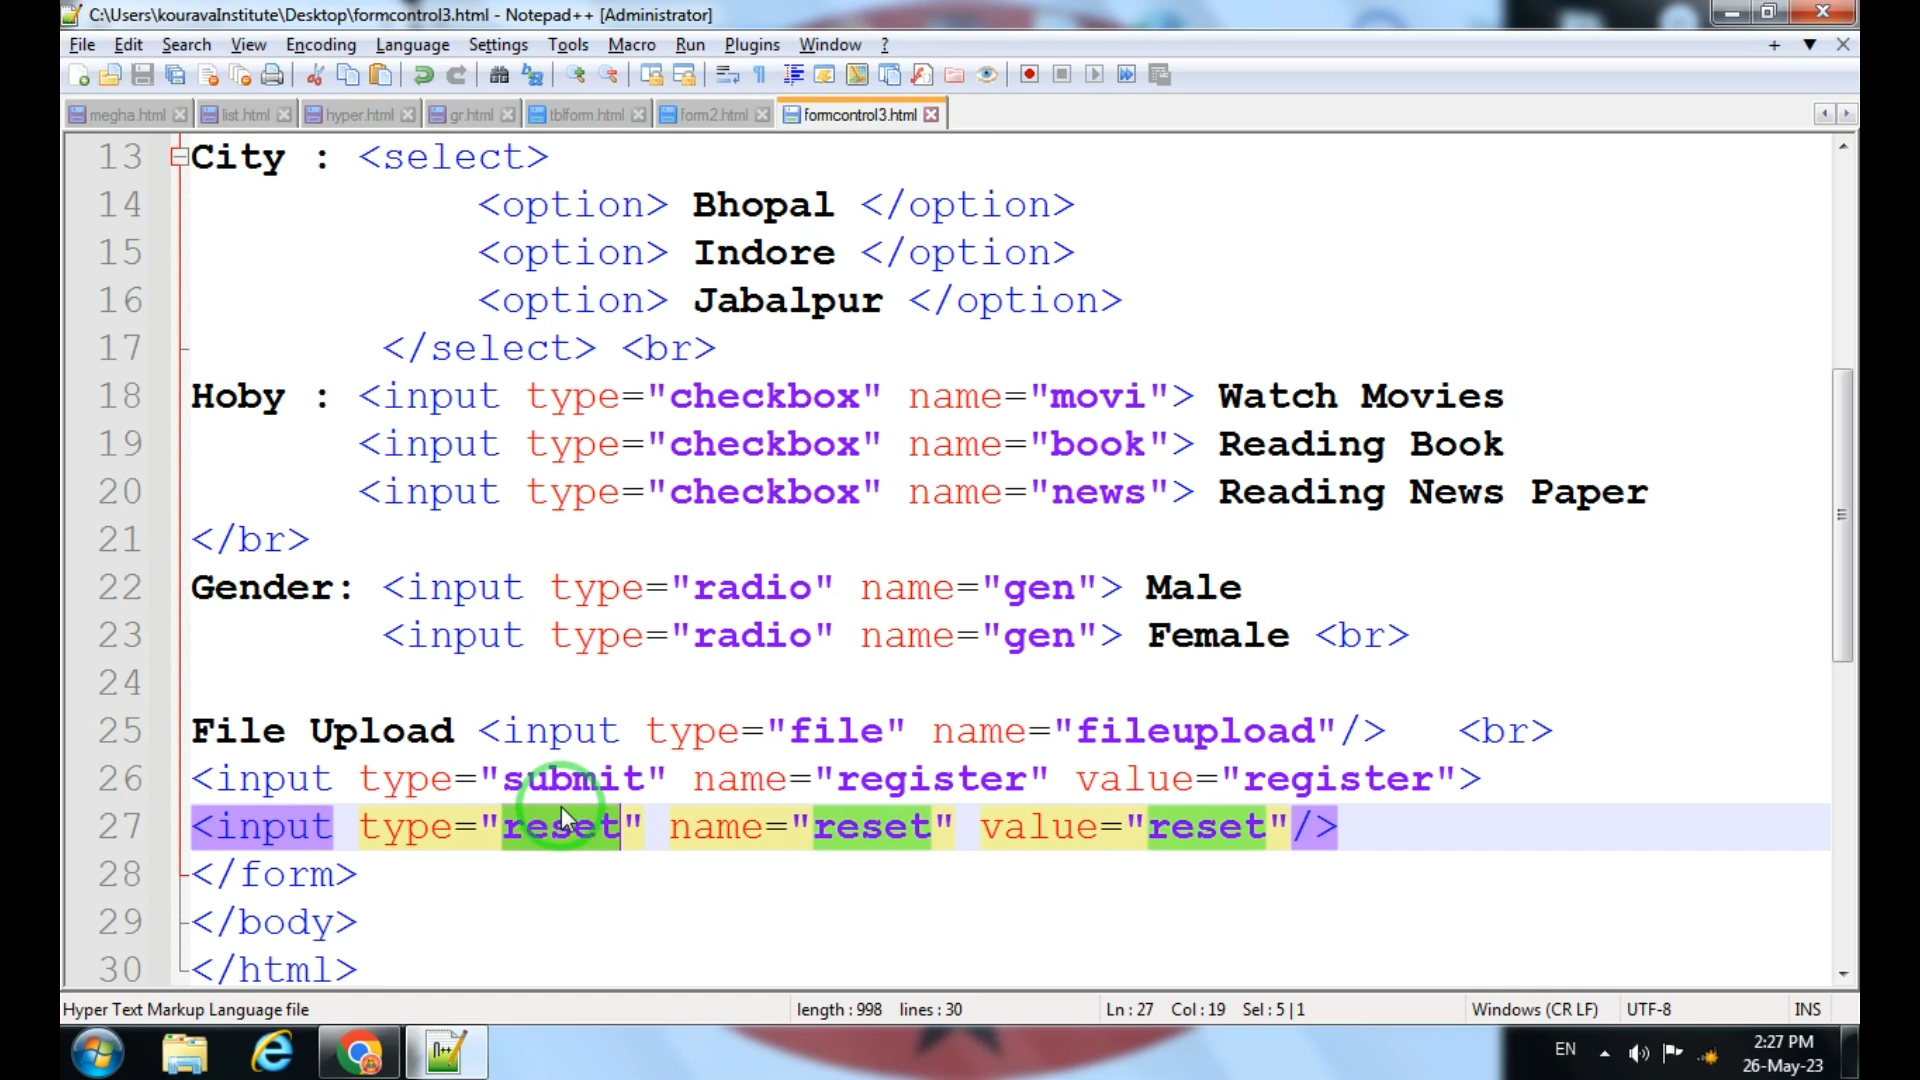 C:\Users\kouravaInstitute\Desktop\formcontrol3.html - Notepad++ [Administrator]
File Edit Search View Encoding Language Settings Tools Macro Run Plugins Window ?
megha.html list.html hyper.html gr.html tblform.html form2.html formcontrol3.html
13 City : <select>
14 <option> Bhopal </option>
15 <option> Indore </option>
16 <option> Jabalpur </option>
17 </select> <br>
18 Hoby : <input type="checkbox" name="movi"> Watch Movies
19 <input type="checkbox" name="book"> Reading Book
20 <input type="checkbox" name="news"> Reading News Paper
21 </br>
22 Gender: <input type="radio" name="gen"> Male
23 <input type="radio" name="gen"> Female <br>
24
25 File Upload <input type="file" name="fileupload"/> <br>
26 <input type="submit" name="register" value="register">
27 <input type="reset" name="reset" value="reset"/>
28 </form>
29 </body>
30 </html>
Hyper Text Markup Language file length : 998 lines : 30 Ln : 27 Col : 19 Sel : 5 | 1 Windows (CR LF) UTF-8 INS
EN 2:27 PM
26-May-23